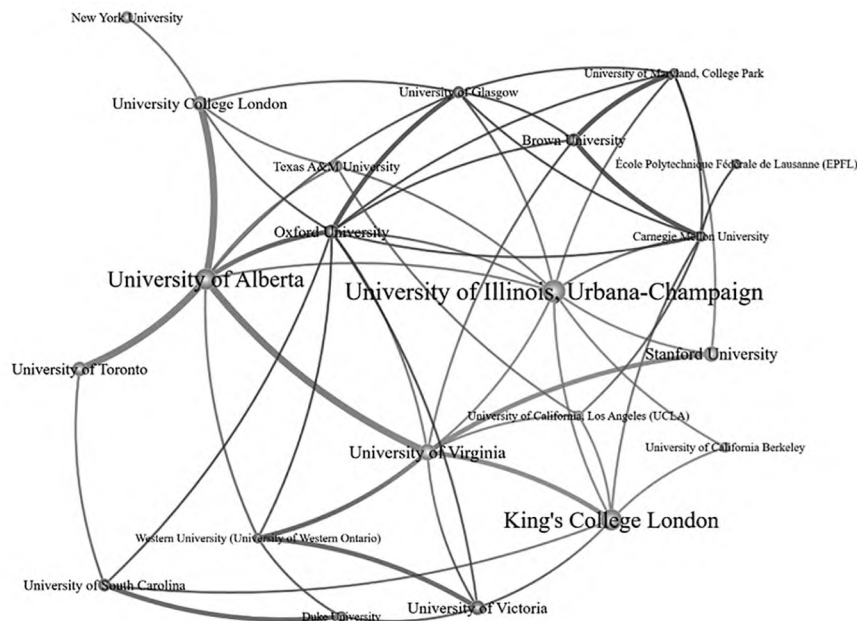 New York University
University College London
University of Maryland, College Park
University of Glasgow
Brown University
Texas A&M University
École Polytechnique Fédérale de Lausanne (EPFL)
Oxford University
Carnegie Mellon University
University of Alberta
University of Illinois, Urbana-Champaign
Stanford University
University of Toronto
University of California, Los Angeles (UCLA)
University of Virginia
University of California Berkeley
King's College London
Western University (University of Western Ontario)
University of South Carolina
University of Victoria
Duke University